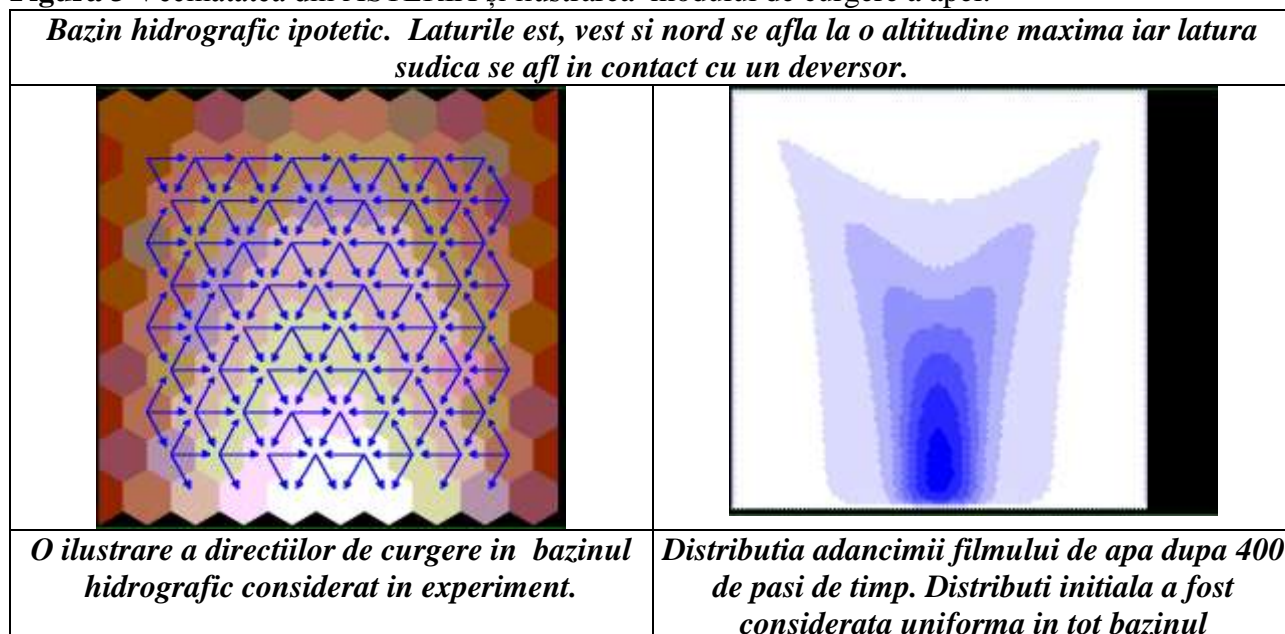 Bazin hidrografic ipotetic. Laturile est, vest si nord se afla la o altitudine maxima iar latura
sudica se afl in contact cu un deversor.
O ilustrare a directiilor de curgere in bazinul
hidrografic considerat in experiment.
Distributia adancimii filmului de apa dupa 400
de pasi de timp. Distributi initiala a fost
considerata uniforma in tot bazinul